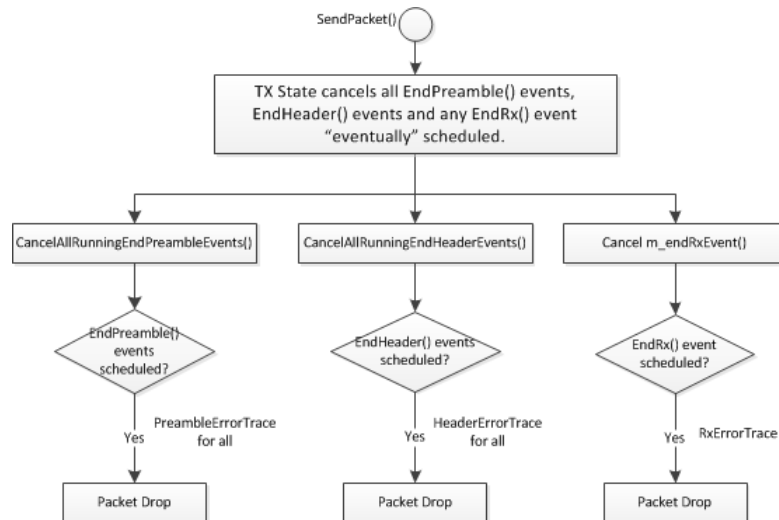 SendPacket()
TX State cancels all EndPreamble() events,
EndHeader() events and any EndRx() event
“eventually” scheduled.
CancelAllRunningEndPreambleEvents()
CancelAllRunningEndHeaderEvents()
Cancel m_endRxEvent()
EndPreamble()
events
scheduled?
EndHeader() events
scheduled?
EndRx() event
scheduled?
Yes
PreambleErrorTrace
for all
Yes
HeaderErrorTrace
for all
Yes
RxErrorTrace
Packet Drop
Packet Drop
Packet Drop